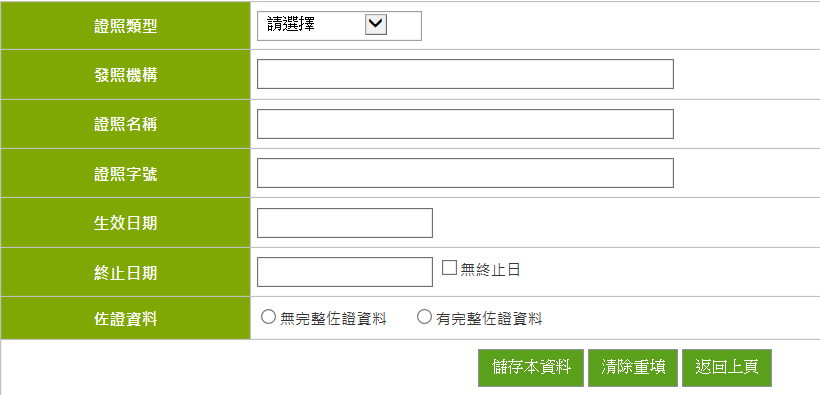 證照類型 請選擇
發照機構
證照名稱
證照字號
生效日期
終止日期 無終止日
佐證資料 無完整佐證資料 有完整佐證資料
儲存本資料 清除重填 返回上頁